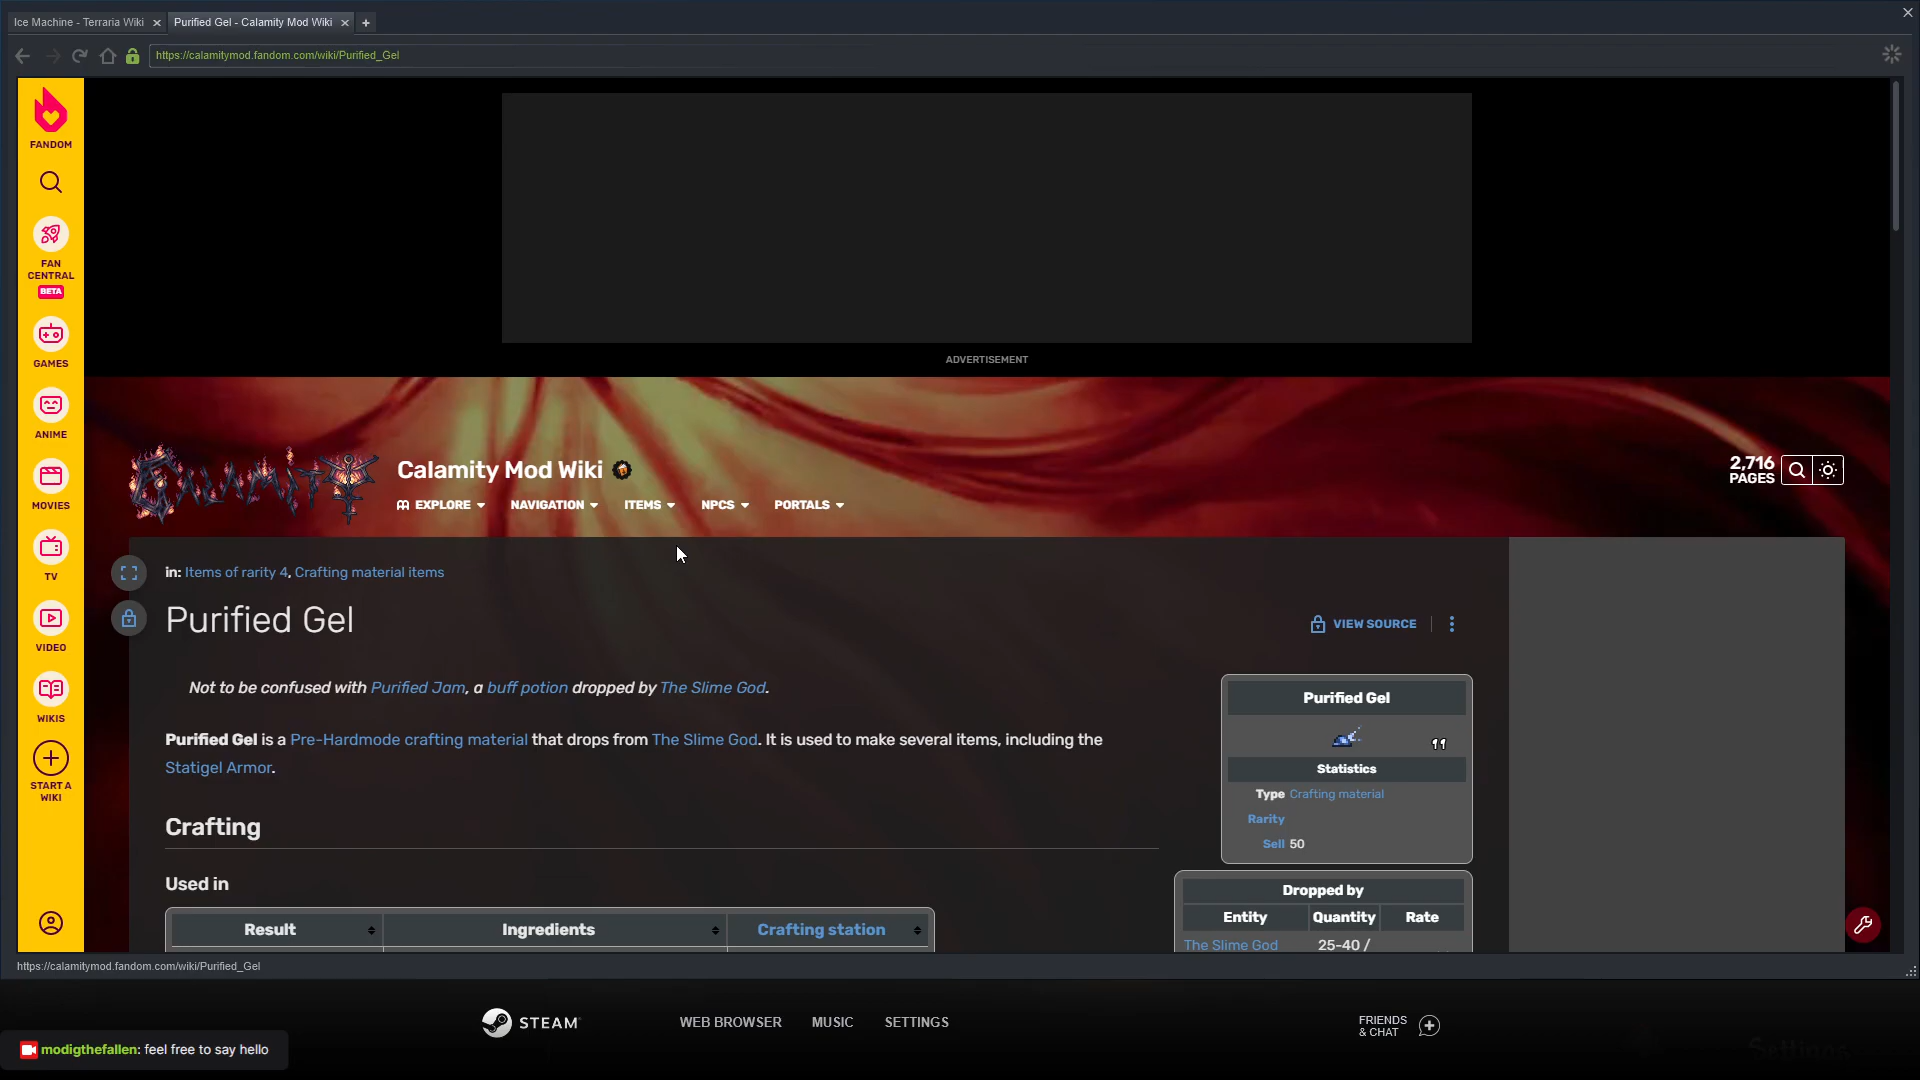 Ice Machine - Terraria Wiki
Purified Gel - Calamity Mod Wiki
https://calamitymod.fandom.com/wiki/Purified_Gel
FANDOM
FAN CENTRAL
BETA
GAMES
ANIME
MOVIES
TV
VIDEO
WIKIS
START A WIKI
ADVERTISEMENT
CALAMITY
Calamity Mod Wiki
2,716 PAGES
EXPLORE NAVIGATION ITEMS NPCS PORTALS
in: Items of rarity 4, Crafting material items
Purified Gel
VIEW SOURCE
Not to be confused with Purified Jam, a buff potion dropped by The Slime God.
Purified Gel is a Pre-Hardmode crafting material that drops from The Slime God. It is used to make several items, including the
Statigel Armor.
Crafting
Used in
Result Ingredients Crafting station
Purified Gel
Statistics
Type Crafting material
Rarity
Sell 50
Dropped by
Entity Quantity Rate
The Slime God 25-40 /
https://calamitymod.fandom.com/wiki/Purified_Gel
STEAM
WEB BROWSER MUSIC SETTINGS
FRIENDS & CHAT
modigthefallen: feel free to say hello
Settings